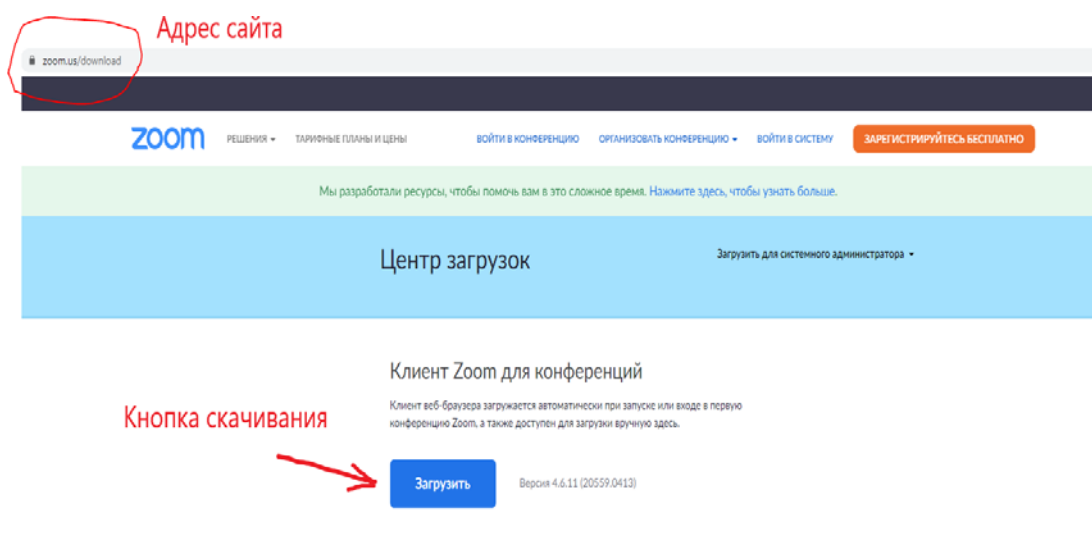 Адрес сайта
zoom.us/download
zoom РЕШЕНИЯ ТАРИФНЫЕ ПЛАНЫ И ЦЕНЫ ВОЙТИ В КОНФЕРЕНЦИЮ ОРГАНИЗОВАТЬ КОНФЕРЕНЦИЮ ВОЙТИ В СИСТЕМУ ЗАРЕГИСТРИРУЙТЕСЬ БЕСПЛАТНО
Мы разработали ресурсы, чтобы помочь вам в это сложное время. Нажмите здесь, чтобы узнать больше.
Центр загрузок Загрузить для системного администратора
Клиент Zoom для конференций
Клиент веб-браузера загружается автоматически при запуске или входе в первую
конференцию Zoom, а также доступен для загрузки вручную здесь.
Кнопка скачивания
Загрузить Версия 4.6.11 (20559.0413)